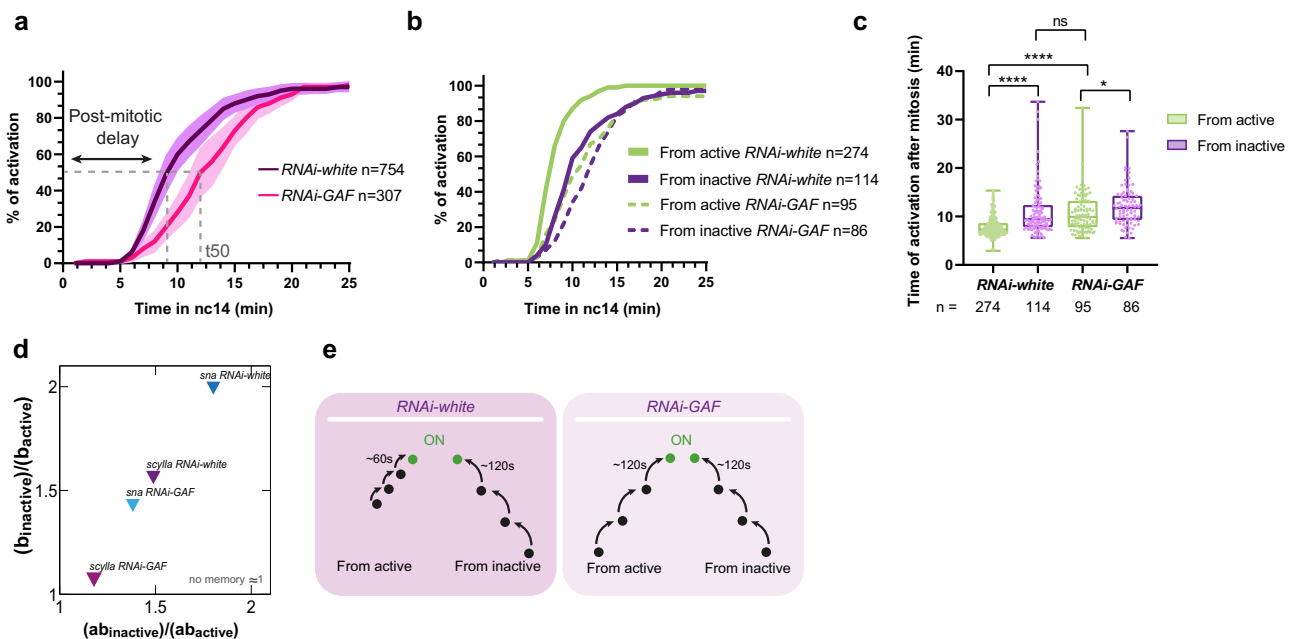 a
% of activation
100
80
60
40
20
0
Post-mitotic
delay
t50
0 5 10 15 20 25
Time in nc14 (min)
RNAi-white n=754
RNAi-GAF n=307
b
% of activation
100
80
60
40
20
0
0 5 10 15 20 25
Time in nc14 (min)
From active RNAi-white n=274
From inactive RNAi-white n=114
From active RNAi-GAF n=95
From inactive RNAi-GAF n=86
c
Time of activation after mitosis (min)
ns
****
****
*
40
30
20
10
0
RNAi-white RNAi-GAF
n = 274 114 95 86
From active
From inactive
d
(binactive)/(bactive)
2
1.5
1
sna RNAi-white
scylla RNAi-white
sna RNAi-GAF
scylla RNAi-GAF
no memory ≈1
1 1.5 2
(abinactive)/(abactive)
e
RNAi-white
ON
~60s
~120s
From active
From inactive
RNAi-GAF
ON
~120s
~120s
From active
From inactive